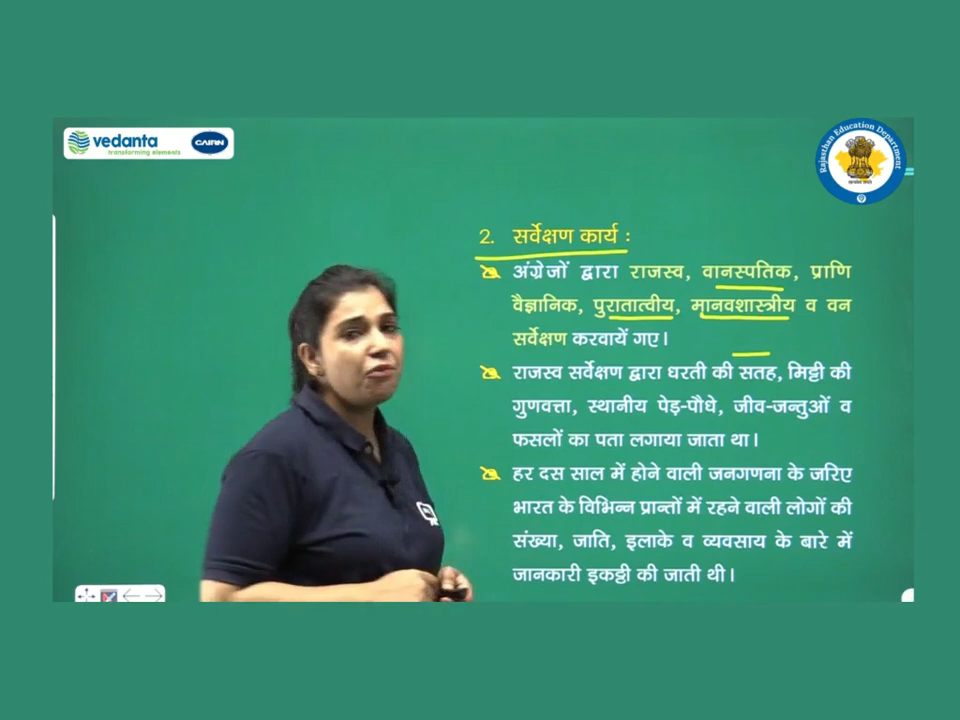 vedanta
transforming elements
CAIRN
Rajasthan Education Department
2. सर्वेक्षण कार्य :
अंग्रेजों द्वारा राजस्व, वानस्पतिक, प्राणि
वैज्ञानिक, पुरातात्वीय, मानवशास्त्रीय व वन
सर्वेक्षण करवायें गए।
राजस्व सर्वेक्षण द्वारा धरती की सतह, मिट्टी की
गुणवत्ता, स्थानीय पेड़-पौधे, जीव-जन्तुओं व
फसलों का पता लगाया जाता था।
हर दस साल में होने वाली जनगणना के जरिए
भारत के विभिन्न प्रान्तों में रहने वाली लोगों की
संख्या, जाति, इलाके व व्यवसाय के बारे में
जानकारी इकट्ठी की जाती थी।